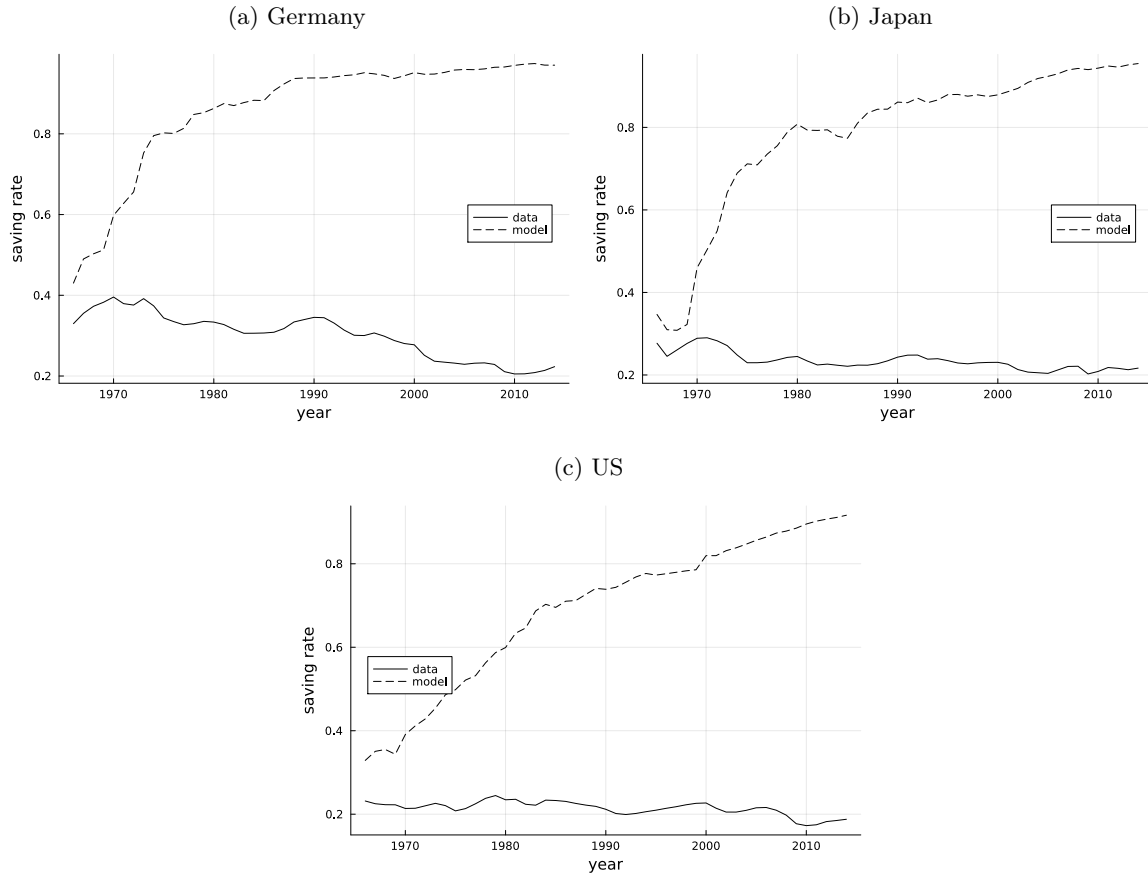 (a) Germany
saving rate
0.8
0.6
0.4
0.2
data
model
1970 1980 1990 2000 2010
year
(b) Japan
saving rate
0.8
0.6
0.4
0.2
data
model
1970 1980 1990 2000 2010
year
(c) US
saving rate
0.8
0.6
0.4
0.2
data
model
1970 1980 1990 2000 2010
year